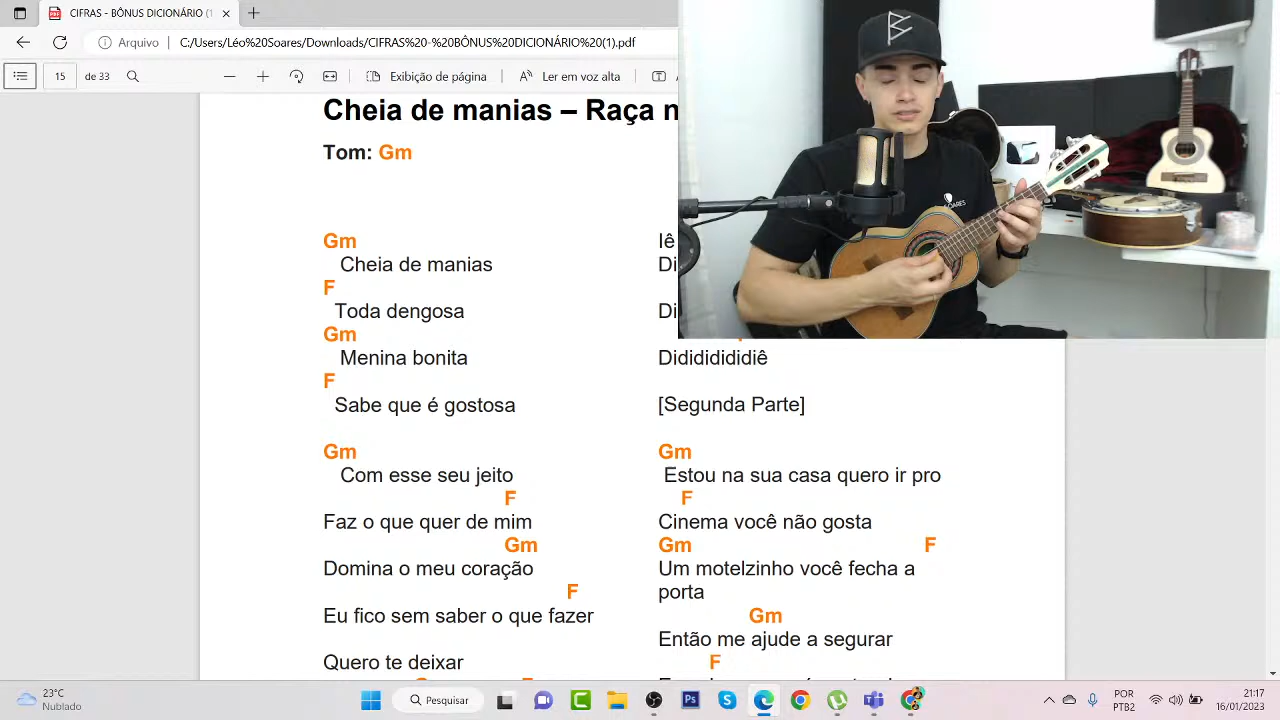 CIFRAS - BÔNUS DICIONÁRIO (1
Arquivo
C:/Users/Léo%20Soares/Downloads/CIFRAS%20-%20BÔNUS%20DICIONÁRIO%20(1).pdf
15 de 33
Exibição de página
Ler em voz alta
Cheia de manias – Raça n
Tom: Gm
Gm
Cheia de manias
F
Toda dengosa
Gm
Menina bonita
F
Sabe que é gostosa
Gm
Com esse seu jeito
F
Faz o que quer de mim
Gm
Domina o meu coração
F
Eu fico sem saber o que fazer
Quero te deixar
Iê
Di
Di
Dididididídiê
[Segunda Parte]
Gm
Estou na sua casa quero ir pro
F
Cinema você não gosta
Gm F
Um motelzinho você fecha a
porta
Gm
Então me ajude a segurar
F
23°C
Nublado
Pesquisar
POR
PTB2
21:17
16/01/2023